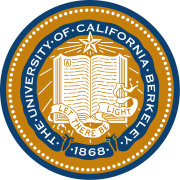 ·THE·UNIVERSITY·OF·CALIFORNIA·BERKELEY·
LET THERE BE
LIGHT
·1868·